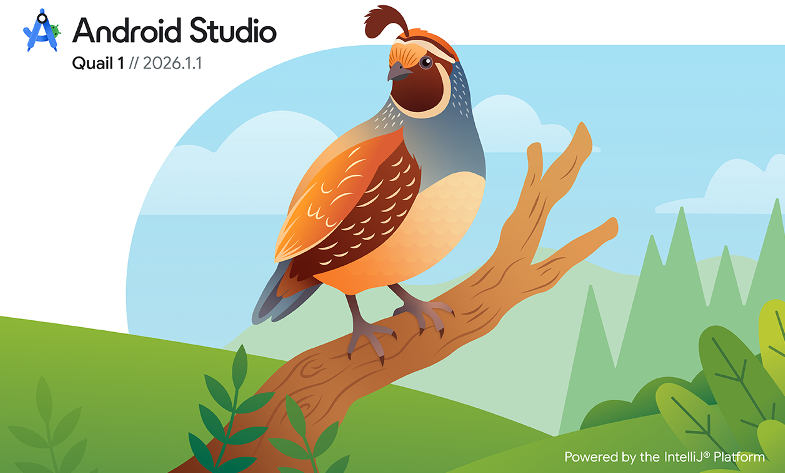 Android Studio
Quail 1 // 2026.1.1
Powered by the IntelliJ® Platform